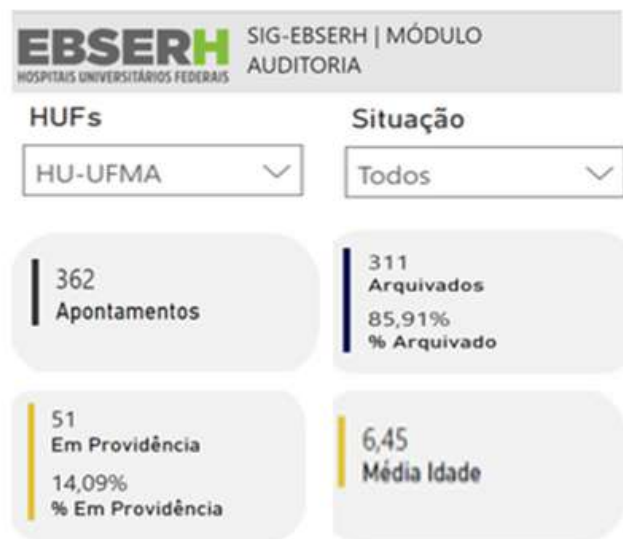 EBSERH
HOSPITAIS UNIVERSITÁRIOS FEDERAIS
SIG-EBSERH | MÓDULO
AUDITORIA
HUFs
HU-UFMA
Situação
Todos
362
Apontamentos
311
Arquivados
85,91%
% Arquivado
51
Em Providência
14,09%
% Em Providência
6,45
Média Idade